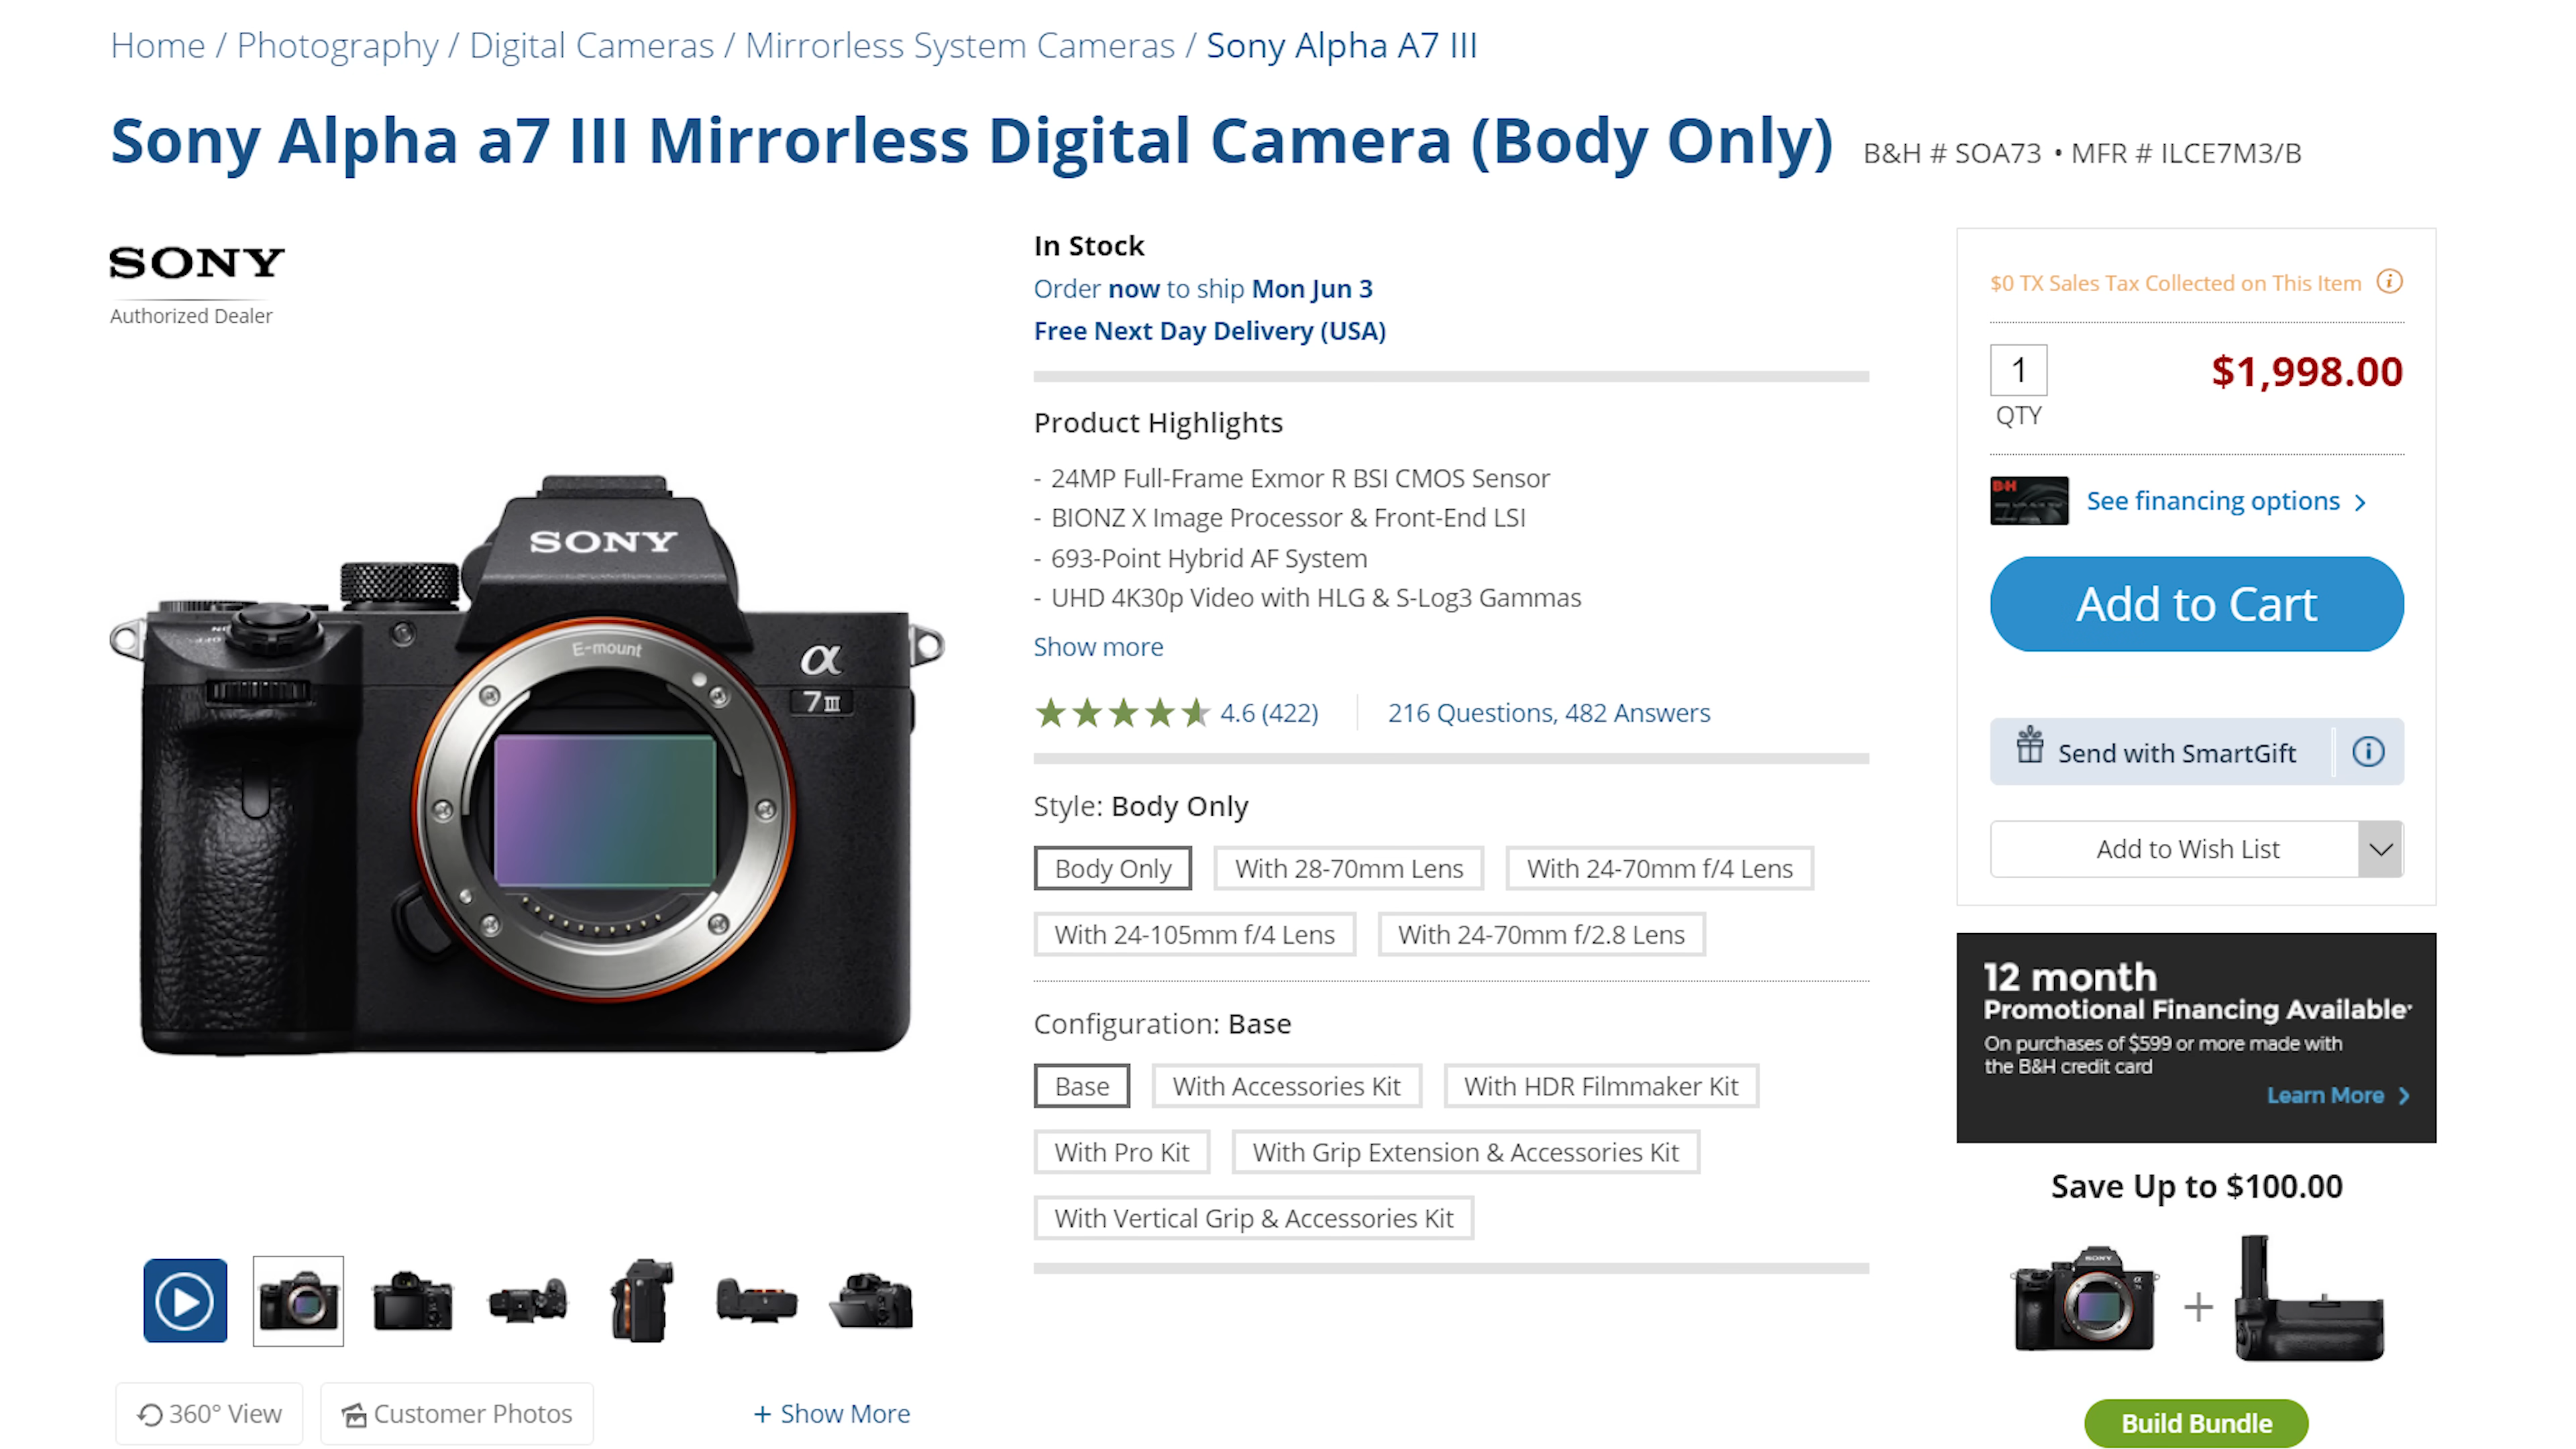 Home / Photography / Digital Cameras / Mirrorless System Cameras / Sony Alpha A7 III
Sony Alpha a7 III Mirrorless Digital Camera (Body Only) B&H # SOA73 • MFR # ILCE7M3/B
SONY
Authorized Dealer
SONY
E-mount
α
7III
In Stock
Order now to ship Mon Jun 3
Free Next Day Delivery (USA)
Product Highlights
- 24MP Full-Frame Exmor R BSI CMOS Sensor
- BIONZ X Image Processor & Front-End LSI
- 693-Point Hybrid AF System
- UHD 4K30p Video with HLG & S-Log3 Gammas
Show more
4.6 (422)
216 Questions, 482 Answers
Style: Body Only
Body Only
With 28-70mm Lens
With 24-70mm f/4 Lens
With 24-105mm f/4 Lens
With 24-70mm f/2.8 Lens
Configuration: Base
Base
With Accessories Kit
With HDR Filmmaker Kit
With Pro Kit
With Grip Extension & Accessories Kit
With Vertical Grip & Accessories Kit
360° View
Customer Photos
+ Show More
$0 TX Sales Tax Collected on This Item
1
QTY
$1,998.00
B&H
See financing options >
Add to Cart
Send with SmartGift
Add to Wish List
12 month
Promotional Financing Available*
On purchases of $599 or more made with
the B&H credit card
Learn More >
Save Up to $100.00
SONY
+
Build Bundle